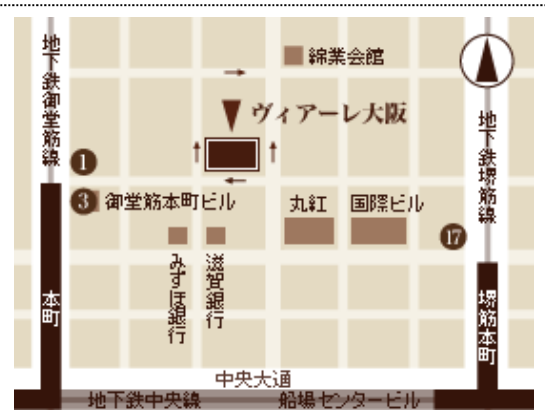 地下鉄御堂筋線
綿業会館
ヴィアーレ大阪
地下鉄堺筋線
1
3
御堂筋本町ビル
丸紅
国際ビル
17
みずほ銀行
滋賀銀行
本町
堺筋本町
中央大通
地下鉄中央線
船場センタービル